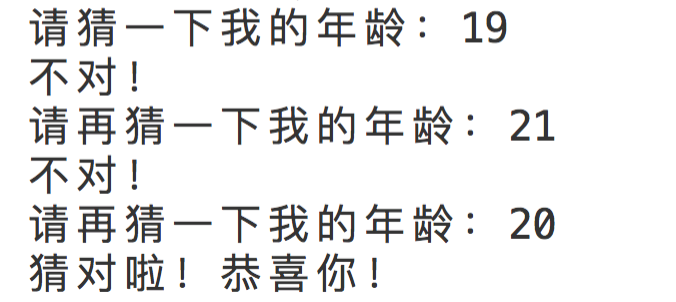 请猜一下我的年龄：19
不对！
请再猜一下我的年龄：21
不对！
请再猜一下我的年龄：20
猜对啦！恭喜你！